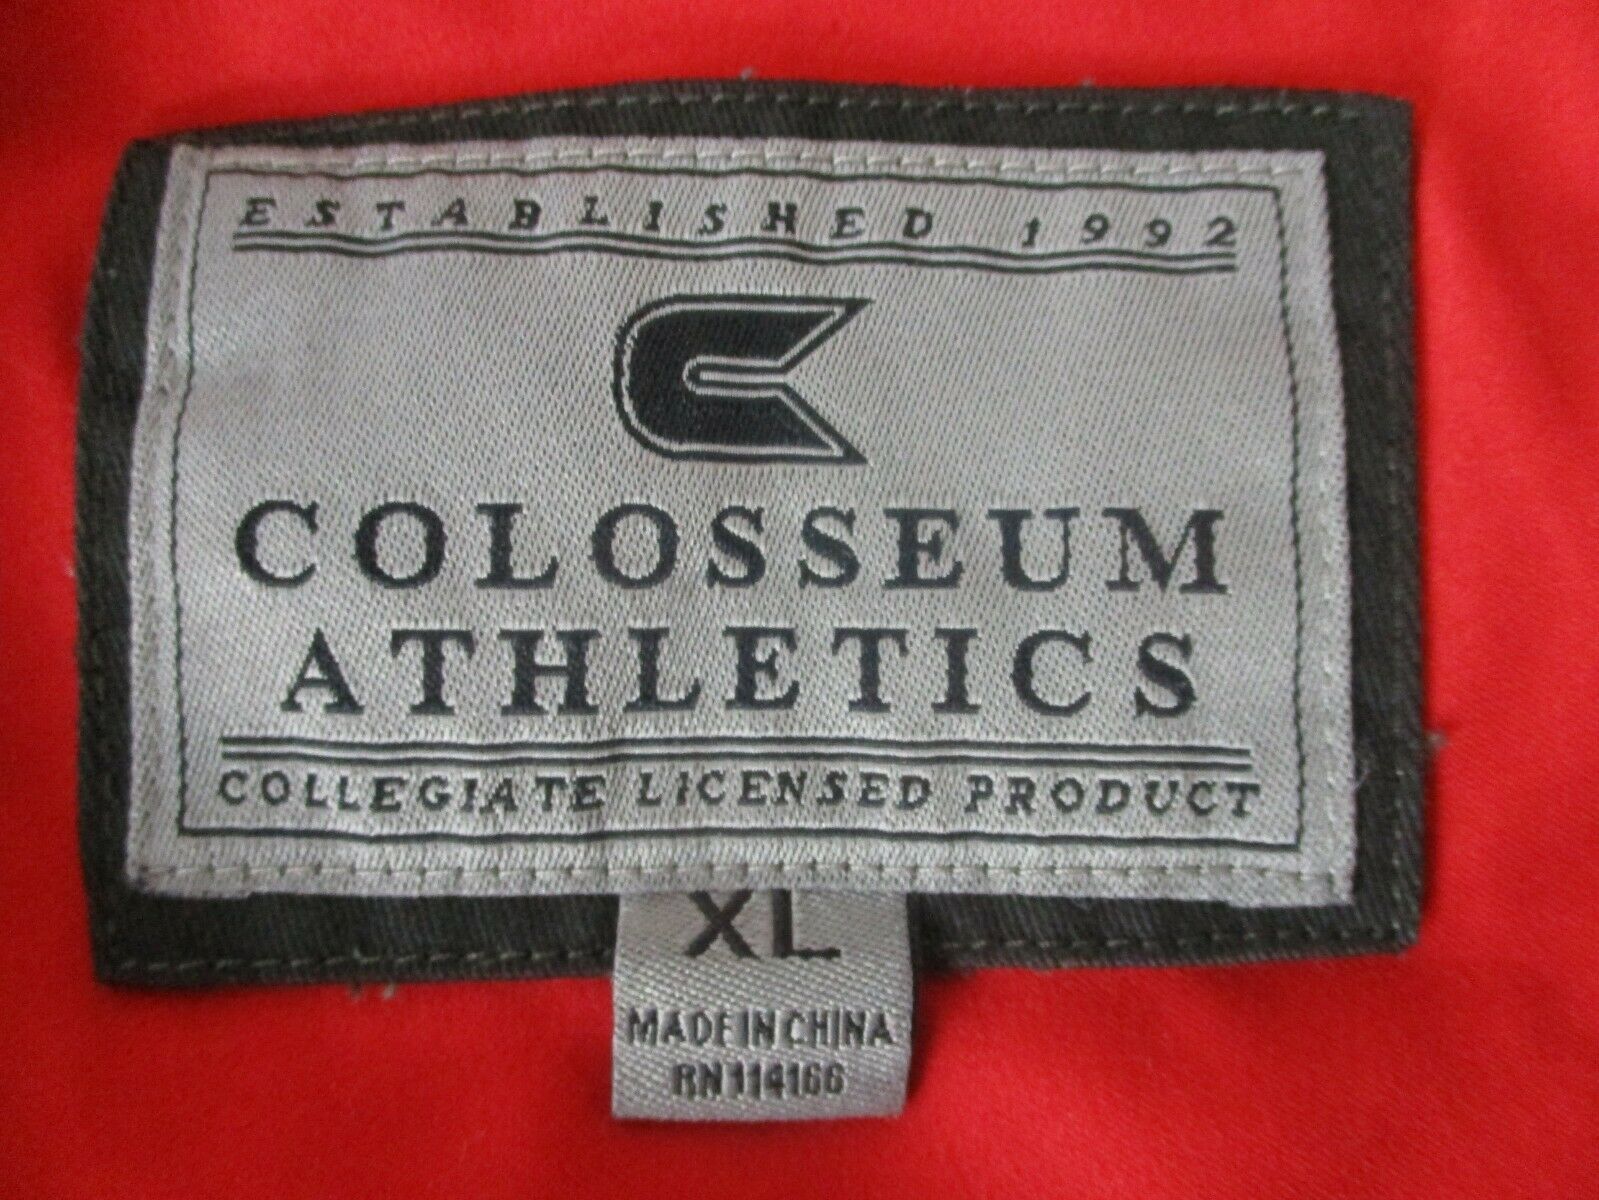 ESTABLISHED 1992
C
COLOSSEUM
ATHLETICS
COLLEGIATE LICENSED PRODUCT
XL
MADE IN CHINA
RN 114166